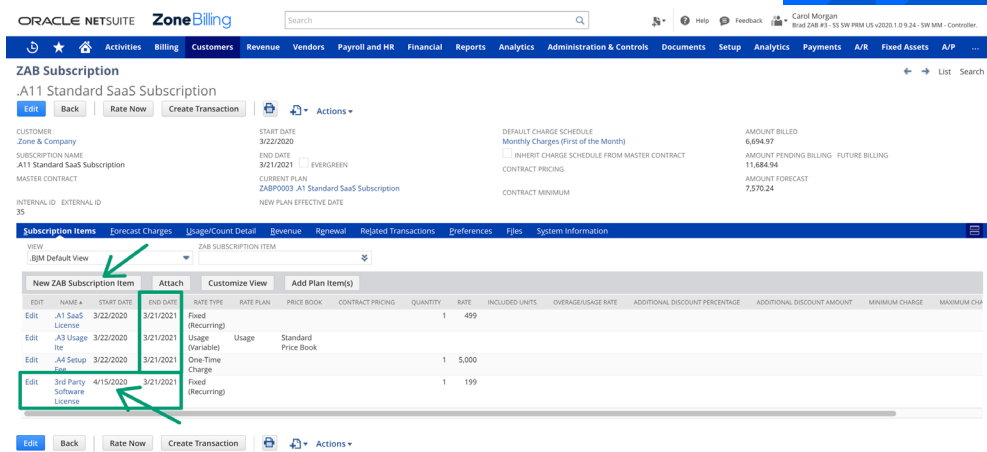 ORACLE NETSUITE ZoneBilling Search Help Feedback Carol Morgan
Brad ZAB #3 - SS SW PRM US v2020.1.0 9.24 - SW MM - Controller.
Activities Billing Customers Revenue Vendors Payroll and HR Financial Reports Analytics Administration & Controls Documents Setup Analytics Payments A/R Fixed Assets A/P ...
ZAB Subscription List Search
.A11 Standard SaaS Subscription
Edit Back Rate Now Create Transaction Actions
CUSTOMER START DATE DEFAULT CHARGE SCHEDULE AMOUNT BILLED
.Zone & Company 3/22/2020 Monthly Charges (First of the Month) 6,694.97
SUBSCRIPTION NAME END DATE INHERIT CHARGE SCHEDULE FROM MASTER CONTRACT AMOUNT PENDING BILLING FUTURE BILLING
.A11 Standard SaaS Subscription 3/21/2021 EVERGREEN CONTRACT PRICING 11,684.94
MASTER CONTRACT CURRENT PLAN AMOUNT FORECAST
ZABP0003 .A1 Standard SaaS Subscription CONTRACT MINIMUM 7,570.24
INTERNAL ID EXTERNAL ID NEW PLAN EFFECTIVE DATE
35
Subscription Items Forecast Charges Usage/Count Detail Revenue Renewal Related Transactions Preferences Files System Information
VIEW ZAB SUBSCRIPTION ITEM
.BJM Default View
New ZAB Subscription Item Attach Customize View Add Plan Item(s)
EDIT NAME START DATE END DATE RATE TYPE RATE PLAN PRICE BOOK CONTRACT PRICING QUANTITY RATE INCLUDED UNITS OVERAGE/USAGE RATE ADDITIONAL DISCOUNT PERCENTAGE ADDITIONAL DISCOUNT AMOUNT MINIMUM CHARGE MAXIMUM CHA
Edit .A1 SaaS 3/22/2020 3/21/2021 Fixed 1 499
License (Recurring)
Edit .A3 Usage 3/22/2020 3/21/2021 Usage Usage Standard
Ite (Variable) Price Book
Edit .A4 Setup 3/22/2020 3/21/2021 One-Time 1 5,000
Fee Charge
Edit 3rd Party 4/15/2020 3/21/2021 Fixed 1 199
Software (Recurring)
License
Edit Back Rate Now Create Transaction Actions